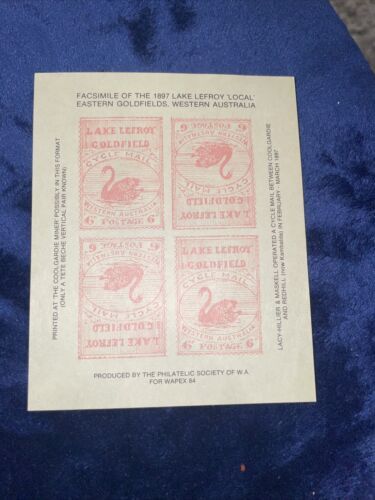 FACSIMILE OF THE 1897 LAKE LEFROY 'LOCAL'
EASTERN GOLDFIELDS, WESTERN AUSTRALIA
PRINTED AT 'THE COOLGARDIE MINER' POSSIBLY IN THIS FORMAT
(ONLY A TETE BECHE VERTICAL PAIR KNOWN)
LAKE LEFROY
GOLDFIELD
CYCLE MAIL
WESTERN AUSTRALIA
6 POSTAGE 6
LAKE LEFROY
GOLDFIELD
CYCLE MAIL
WESTERN AUSTRALIA
6 POSTAGE 6
LAKE LEFROY
GOLDFIELD
CYCLE MAIL
WESTERN AUSTRALIA
6 POSTAGE 6
LAKE LEFROY
GOLDFIELD
CYCLE MAIL
WESTERN AUSTRALIA
6 POSTAGE 6
LACY-HILLIER & MASKELL OPERATED A CYCLE MAIL BETWEEN COOLGARDIE
AND REDHILL (now Kambalda) IN FEBRUARY - MARCH 1897
PRODUCED BY THE PHILATELIC SOCIETY OF W.A.
FOR WAPEX 84